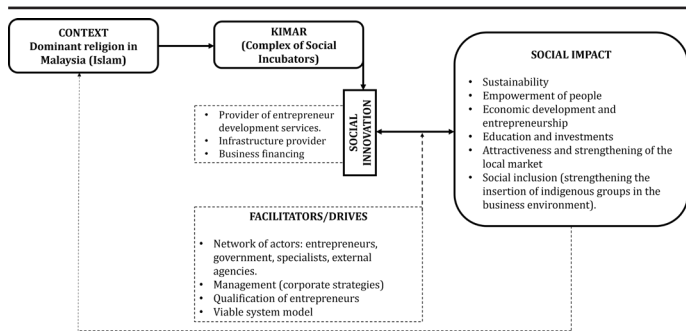 CONTEXT
Dominant religion in
Malaysia (Islam)
KIMAR
(Complex of Social
Incubators)
SOCIAL IMPACT
• Sustainability
• Empowerment of people
• Economic development and
entrepreneurship
• Education and investments
• Attractiveness and strengthening of the
local market
• Social inclusion (strengthening the
insertion of indigenous groups in the
business environment).
• Provider of entrepreneur
development services.
• Infrastructure provider
• Business financing
SOCIAL
INNOVATION
FACILITATORS/DRIVES
• Network of actors: entrepreneurs,
government, specialists, external
agencies.
• Management (corporate strategies)
• Qualification of entrepreneurs
• Viable system model